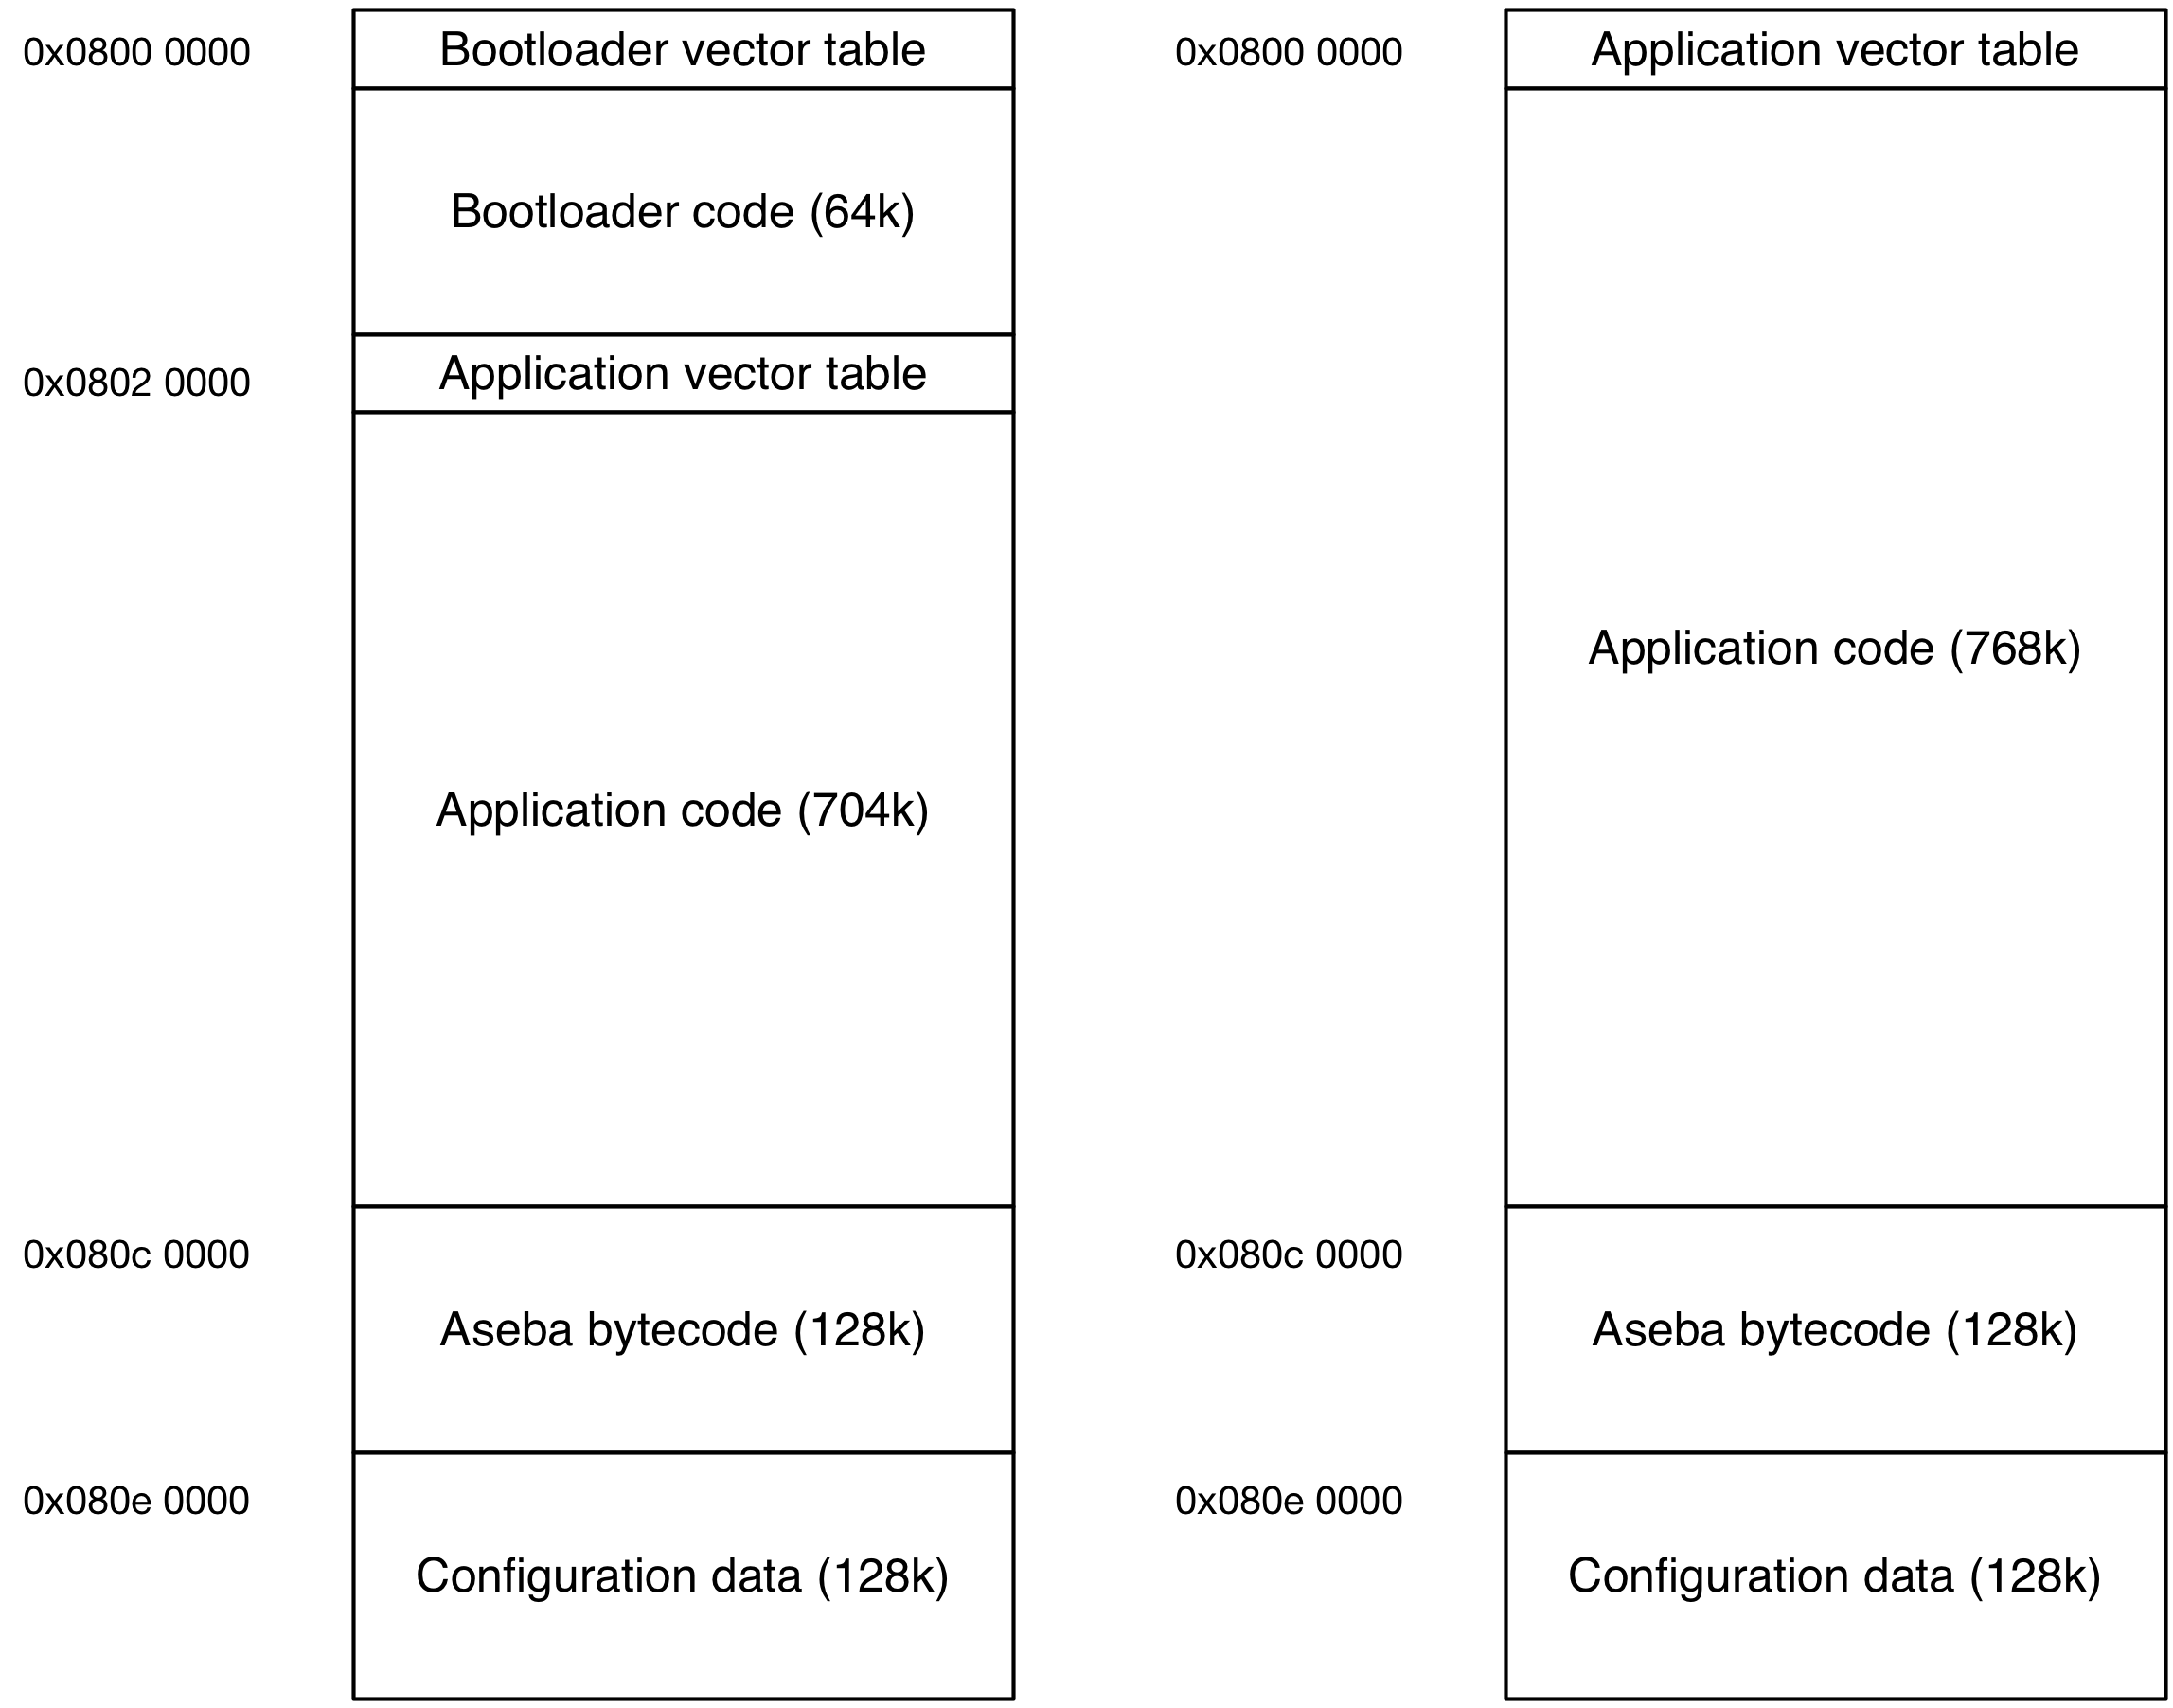 0x0800 0000
Bootloader vector table
Bootloader code (64k)
0x0802 0000
Application vector table
Application code (704k)
0x080c 0000
Aseba bytecode (128k)
0x080e 0000
Configuration data (128k)
0x0800 0000
Application vector table
Application code (768k)
0x080c 0000
Aseba bytecode (128k)
0x080e 0000
Configuration data (128k)